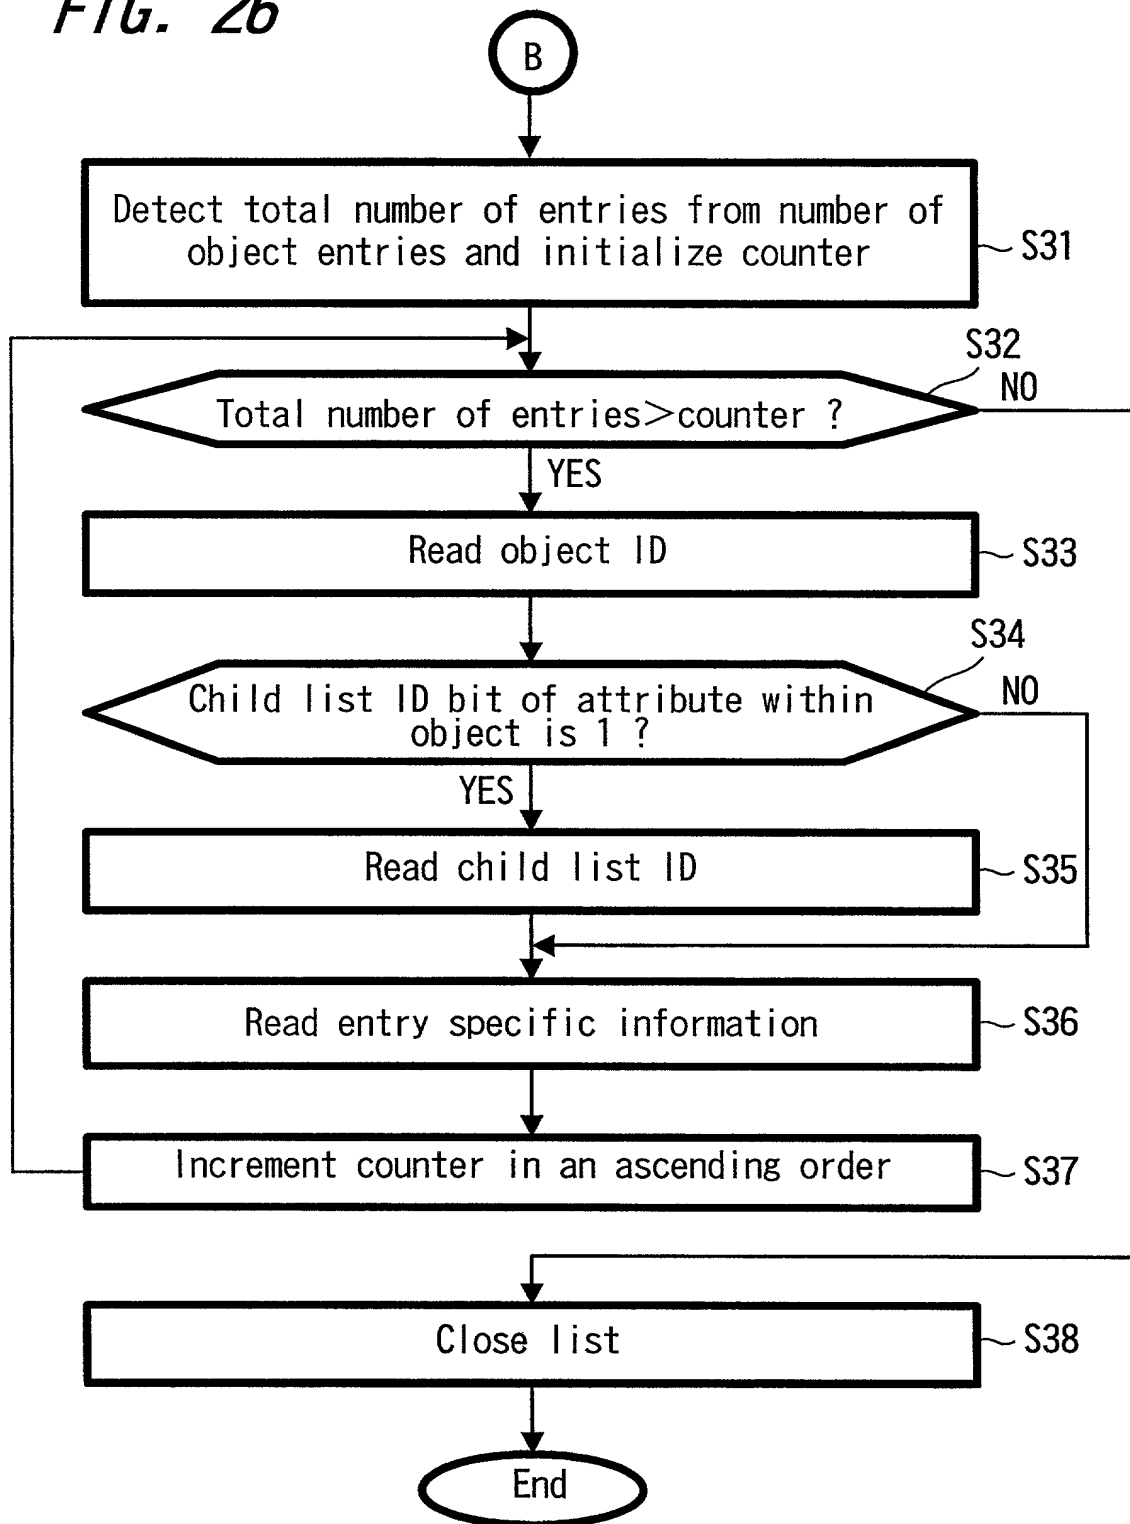 FIG. 26
B
Detect total number of entries from number of
object entries and initialize counter
S31
S32
Total number of entries>counter ?
NO
YES
Read object ID
S33
S34
Child list ID bit of attribute within
object is 1 ?
NO
YES
Read child list ID
S35
Read entry specific information
S36
Increment counter in an ascending order
S37
Close list
S38
End